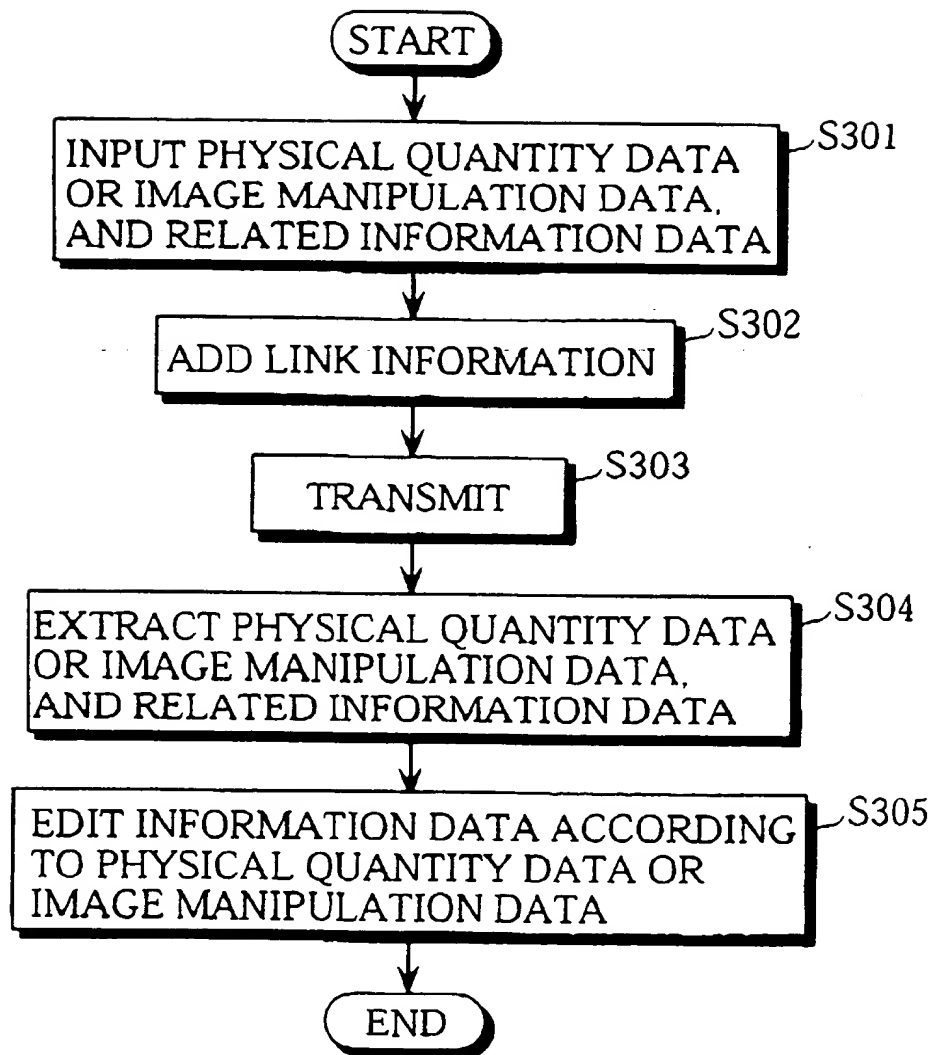 START
S301
INPUT PHYSICAL QUANTITY DATA
OR IMAGE MANIPULATION DATA,
AND RELATED INFORMATION DATA
S302
ADD LINK INFORMATION
S303
TRANSMIT
S304
EXTRACT PHYSICAL QUANTITY DATA
OR IMAGE MANIPULATION DATA,
AND RELATED INFORMATION DATA
S305
EDIT INFORMATION DATA ACCORDING
TO PHYSICAL QUANTITY DATA OR
IMAGE MANIPULATION DATA
END